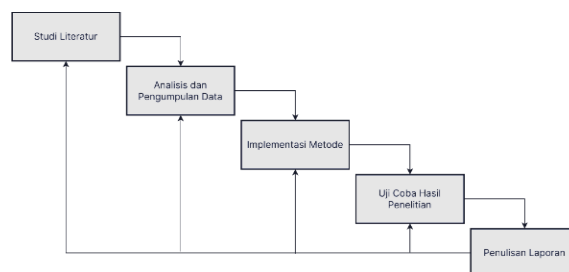 Studi Literatur
Analisis dan
Pengumpulan Data
Implementasi Metode
Uji Coba Hasil
Penelitian
Penulisan Laporan